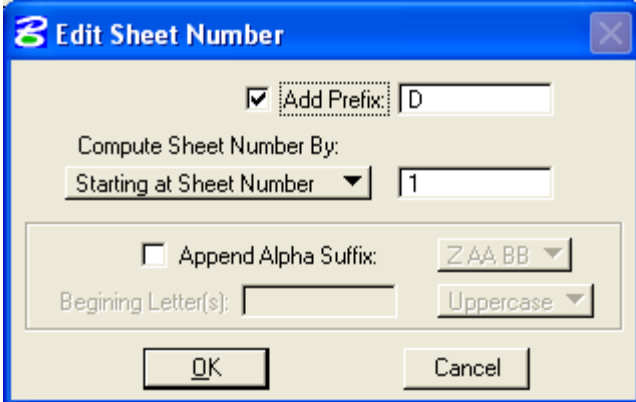 Edit Sheet Number
Add Prefix: D
Compute Sheet Number By:
Starting at Sheet Number 1
Append Alpha Suffix: Z AA BB
Begining Letter(s): Uppercase
OK Cancel